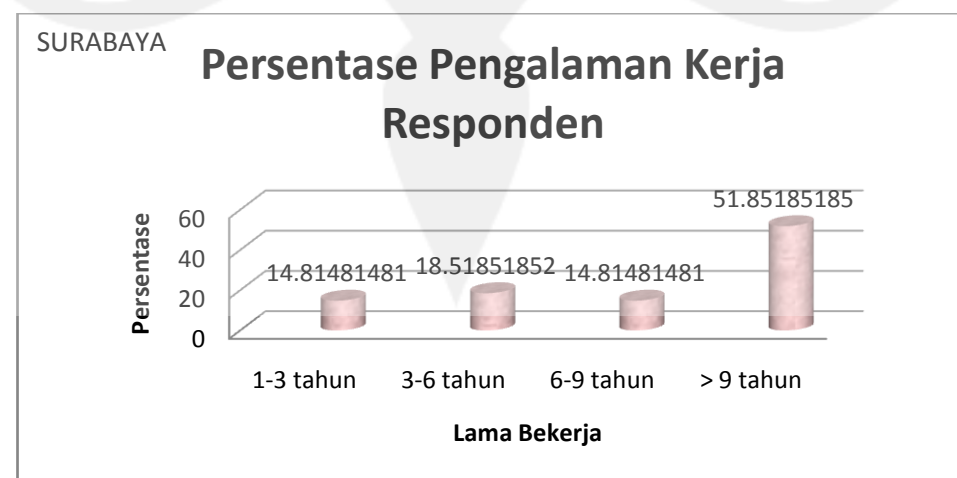 SURABAYA
Persentase Pengalaman Kerja
Responden
Persentase
60
40
20
0
14.81481481
18.51851852
14.81481481
51.85185185
1-3 tahun
3-6 tahun
6-9 tahun
> 9 tahun
Lama Bekerja